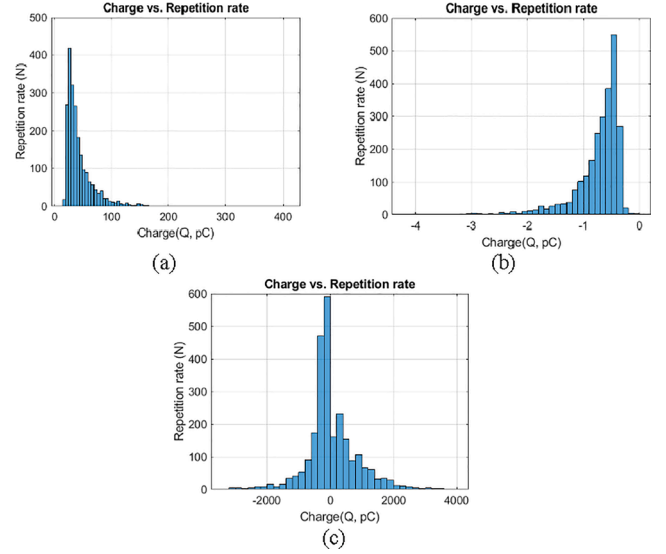 Charge vs. Repetition rate
500
400
300
200
100
0
Repetition rate (N)
0 100 200 300 400
Charge(Q, pC)
(a)
Charge vs. Repetition rate
600
500
400
300
200
100
0
Repetition rate (N)
-4 -3 -2 -1 0
Charge(Q, pC)
(b)
Charge vs. Repetition rate
600
500
400
300
200
100
0
Repetition rate (N)
-2000 0 2000 4000
Charge(Q, pC)
(c)